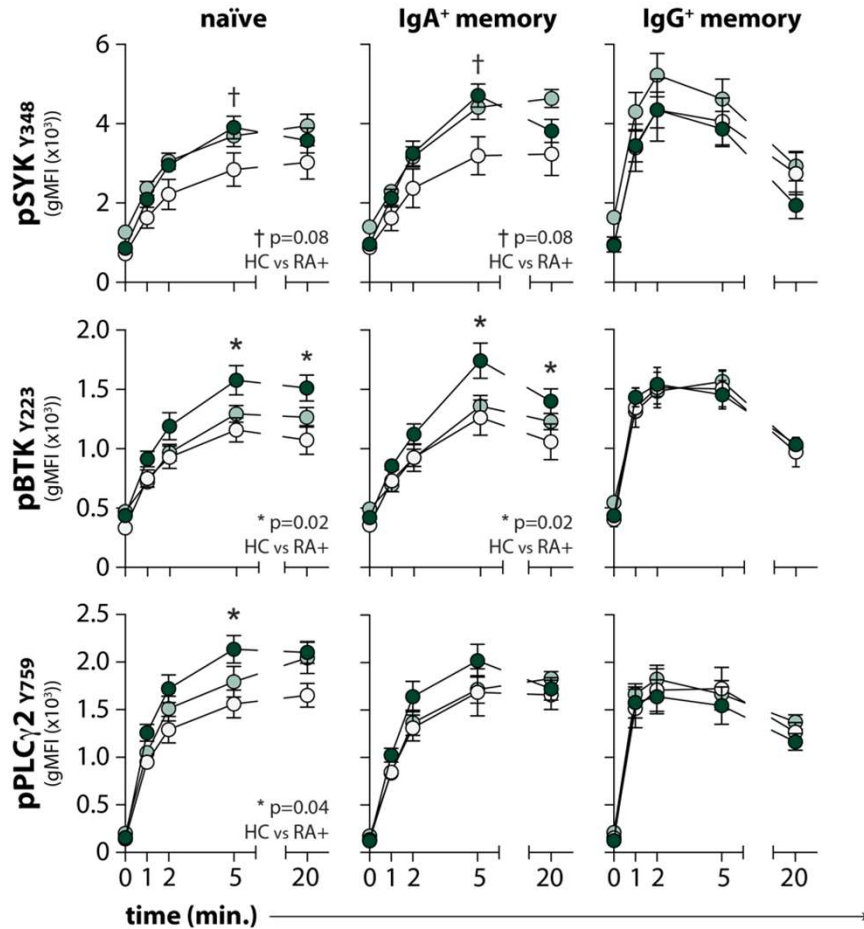 naïve
IgA+ memory
IgG+ memory
pSYK Y348
(gMFI (x10³))
6
4
2
0
†
† p=0.08
HC vs RA+
†
† p=0.08
HC vs RA+
pBTK Y223
(gMFI (x10³))
2.0
1.5
1.0
0.5
0
* *
* p=0.02
HC vs RA+
* *
* p=0.02
HC vs RA+
pPLCγ2 Y759
(gMFI (x10³))
2.5
2.0
1.5
1.0
0.5
0
*
* p=0.04
HC vs RA+
0 1 2 5 20
0 1 2 5 20
0 1 2 5 20
time (min.)